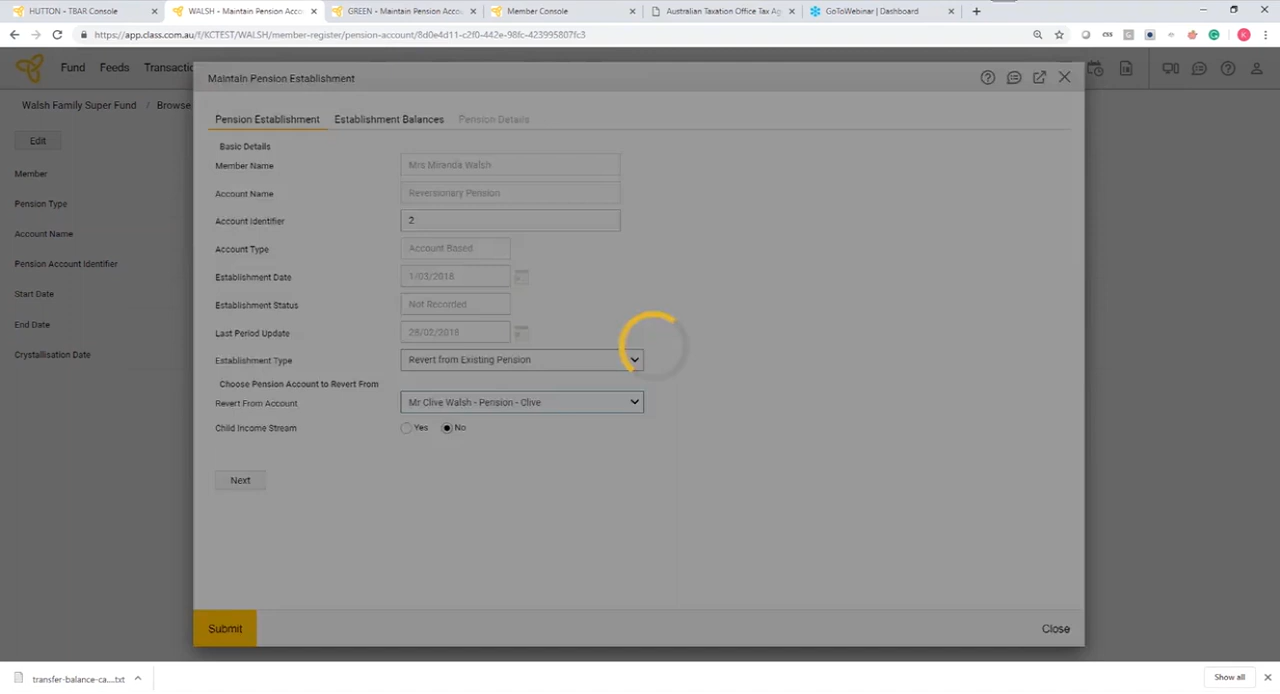 HUTTON - TBAR Console
WALSH - Maintain Pension Acco
GREEN - Maintain Pension Accou
Member Console
Australian Taxation Office Tax Ag
GoToWebinar | Dashboard
https://app.class.com.au/f/KCTEST/WALSH/member-register/pension-account/8d0e4d11-c2f0-442e-98fc-423995807fc3
css
K
Fund Feeds Transactio
Walsh Family Super Fund / Browse
Edit
Member
Pension Type
Account Name
Pension Account Identifier
Start Date
End Date
Crystallisation Date
Maintain Pension Establishment
Pension Establishment Establishment Balances Pension Details
Basic Details
Member Name Mrs Miranda Walsh
Account Name Reversionary Pension
Account Identifier 2
Account Type Account Based
Establishment Date 1/03/2018
Establishment Status Not Recorded
Last Period Update 28/02/2018
Establishment Type Revert from Existing Pension
Choose Pension Account to Revert From
Revert From Account Mr Clive Walsh - Pension - Clive
Child Income Stream Yes No
Next
Submit Close
transfer-balance-ca....txt
Show all